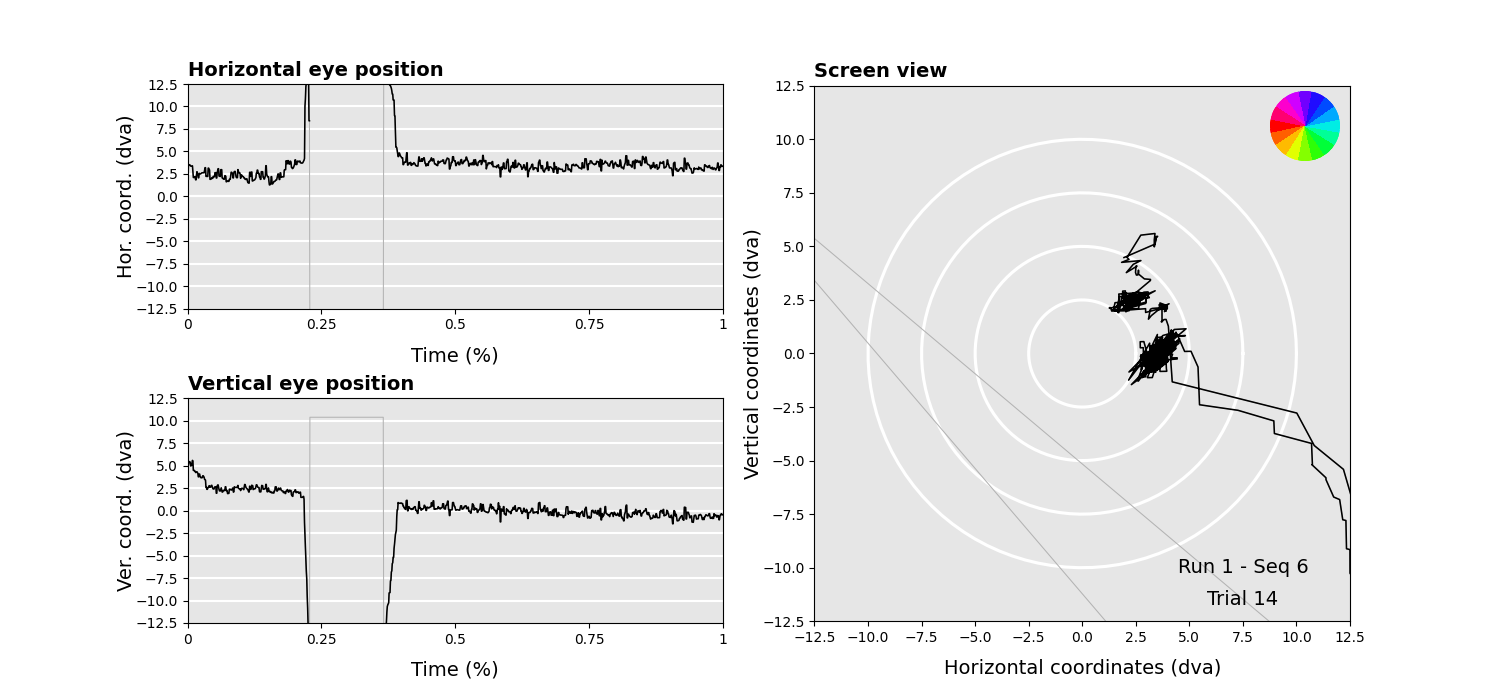 Horizontal eye position
Hor. coord. (dva)
12.5
10.0
7.5
5.0
2.5
0.0
−2.5
−5.0
−7.5
−10.0
−12.5
0 0.25 0.5 0.75 1
Time (%)
Vertical eye position
Ver. coord. (dva)
12.5
10.0
7.5
5.0
2.5
0.0
−2.5
−5.0
−7.5
−10.0
−12.5
0 0.25 0.5 0.75 1
Time (%)
Screen view
Vertical coordinates (dva)
12.5
10.0
7.5
5.0
2.5
0.0
−2.5
−5.0
−7.5
−10.0
−12.5
Run 1 - Seq 6
Trial 14
−12.5 −10.0 −7.5 −5.0 −2.5 0.0 2.5 5.0 7.5 10.0 12.5
Horizontal coordinates (dva)